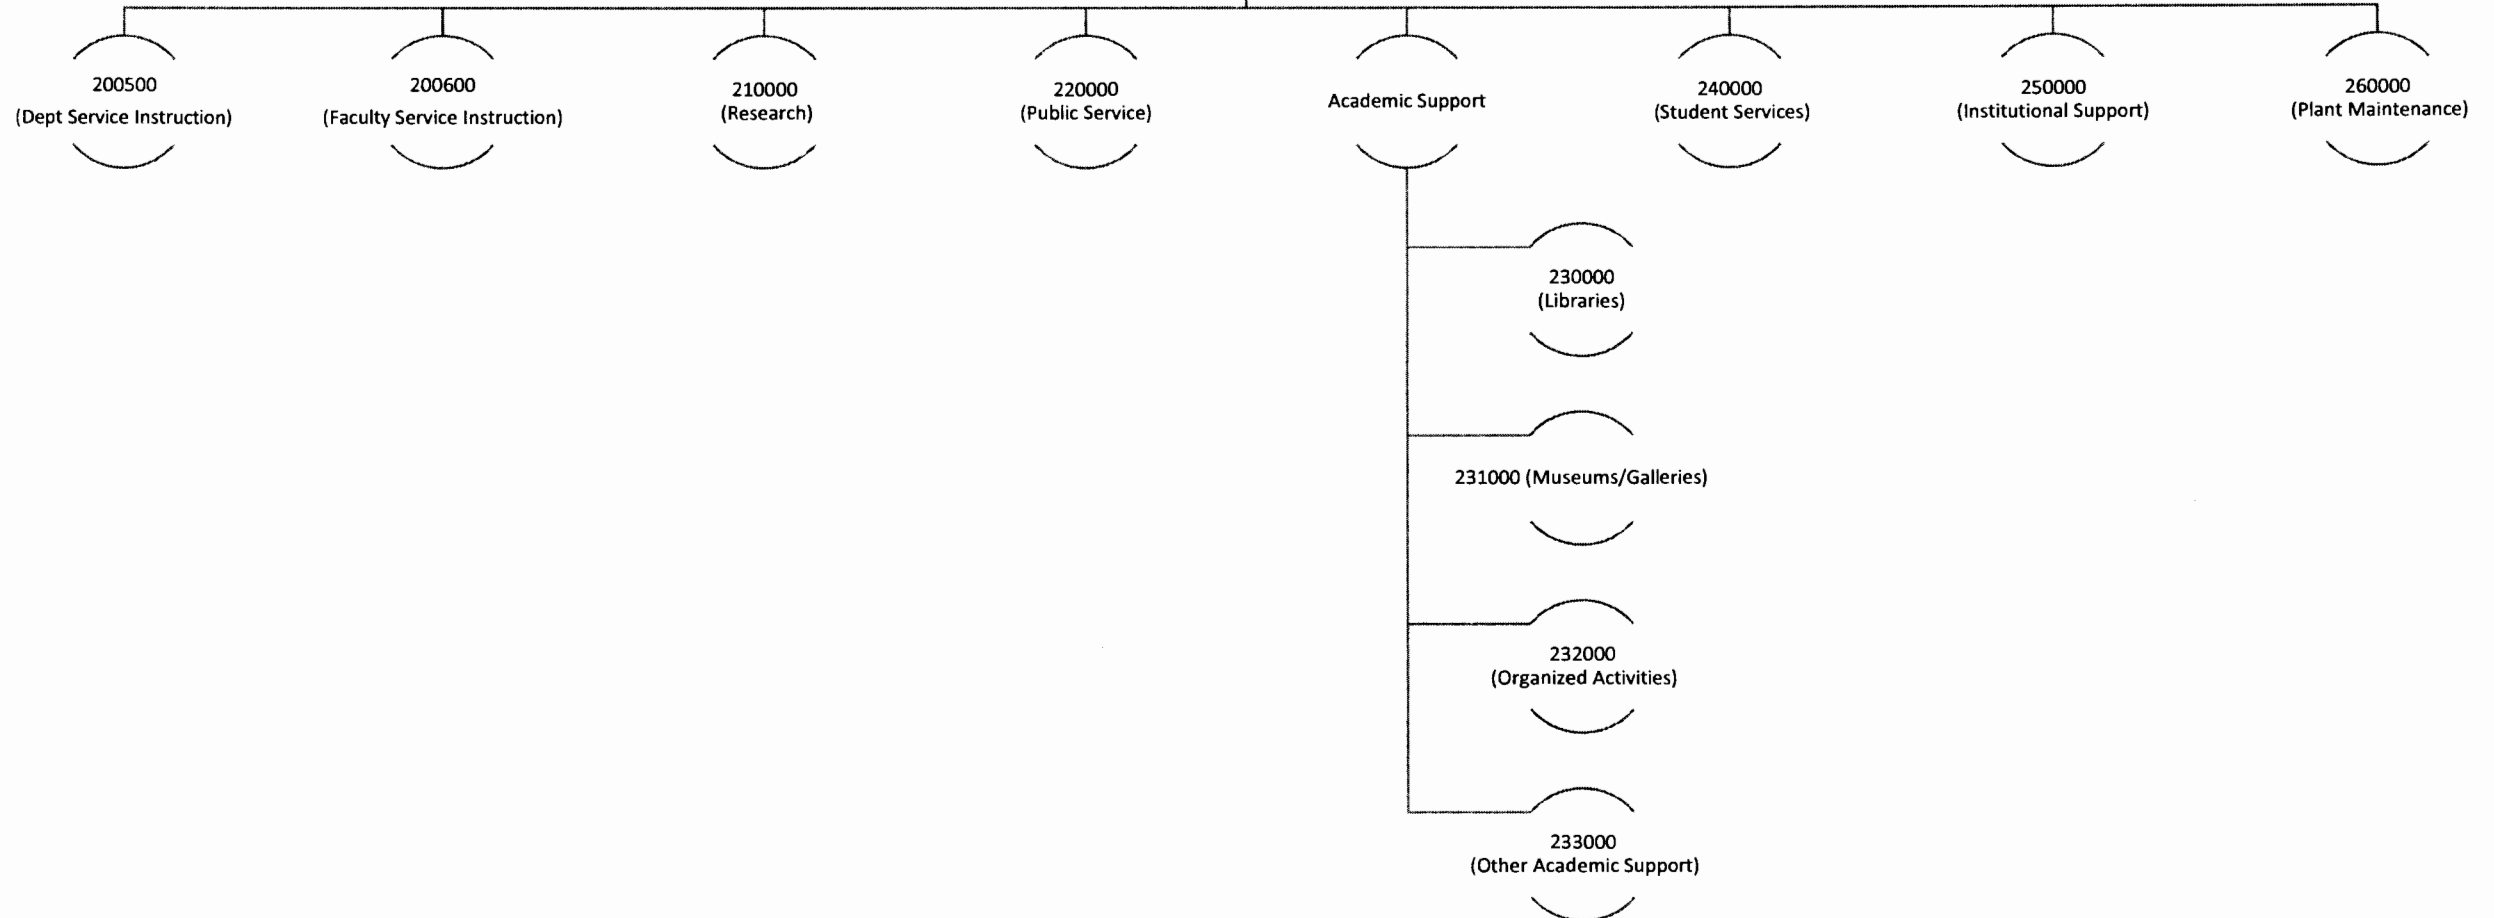 200500
(Dept Service Instruction)
200600
(Faculty Service Instruction)
210000
(Research)
220000
(Public Service)
Academic Support
240000
(Student Services)
250000
(Institutional Support)
260000
(Plant Maintenance)
230000
(Libraries)
231000 (Museums/Galleries)
232000
(Organized Activities)
233000
(Other Academic Support)